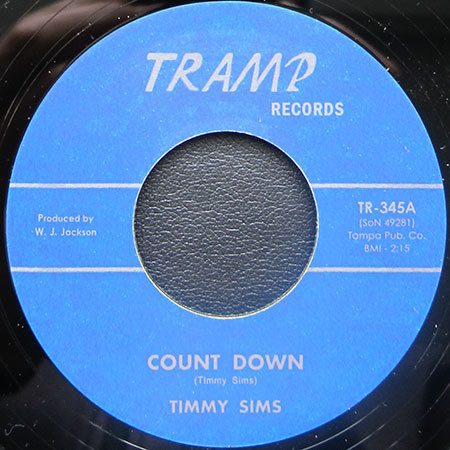 TRAMP
RECORDS
Produced by
W. J. Jackson
TR-345A
(SoN 49281)
Tampa Pub. Co.
BMI - 2:15
COUNT DOWN
(Timmy Sims)
TIMMY SIMS